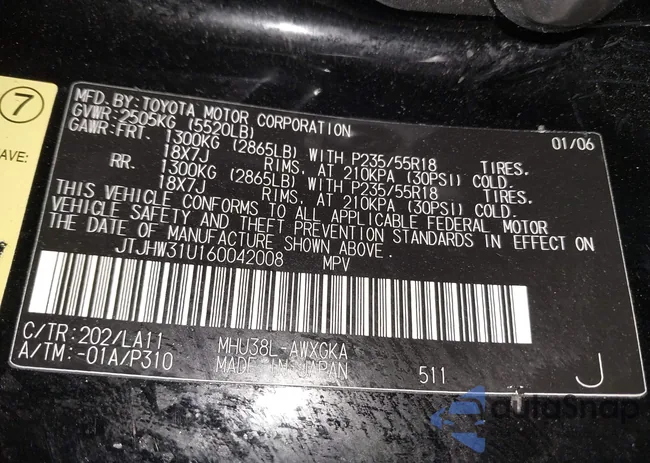 7
AVE:
MFD. BY: TOYOTA MOTOR CORPORATION 01/06
GVWR: 2505KG (5520LB)
GAWR: FRT. 1300KG (2865LB) WITH P235/55R18 TIRES,
18X7J RIMS, AT 210KPA (30PSI) COLD.
RR. 1300KG (2865LB) WITH P235/55R18 TIRES,
18X7J RIMS, AT 210KPA (30PSI) COLD.
THIS VEHICLE CONFORMS TO ALL APPLICABLE FEDERAL MOTOR
VEHICLE SAFETY AND THEFT PREVENTION STANDARDS IN EFFECT ON
THE DATE OF MANUFACTURE SHOWN ABOVE.
JTJHW31U160042008 MPV
C/TR: 202/LA11 MHU38L-AWXGKA
A/TM: -01A/P310 MADE IN JAPAN 511 J
autoSnap